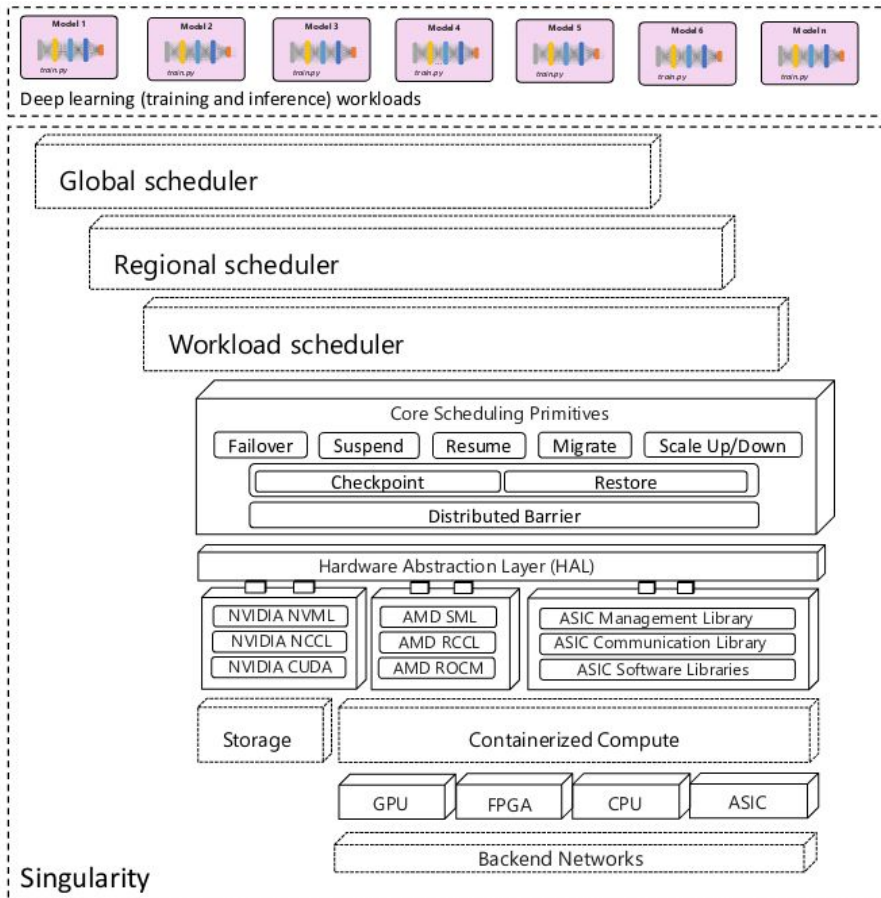 Model 1
Model 2
Model 3
Model 4
Model 5
Model 6
Model n
train.py
train.py
train.py
train.py
train.py
train.py
train.py
Deep learning (training and inference) workloads
Global scheduler
Regional scheduler
Workload scheduler
Core Scheduling Primitives
Failover
Suspend
Resume
Migrate
Scale Up/Down
Checkpoint
Restore
Distributed Barrier
Hardware Abstraction Layer (HAL)
NVIDIA NVML
NVIDIA NCCL
NVIDIA CUDA
AMD SML
AMD RCCL
AMD ROCM
ASIC Management Library
ASIC Communication Library
ASIC Software Libraries
Storage
Containerized Compute
GPU
FPGA
CPU
ASIC
Backend Networks
Singularity